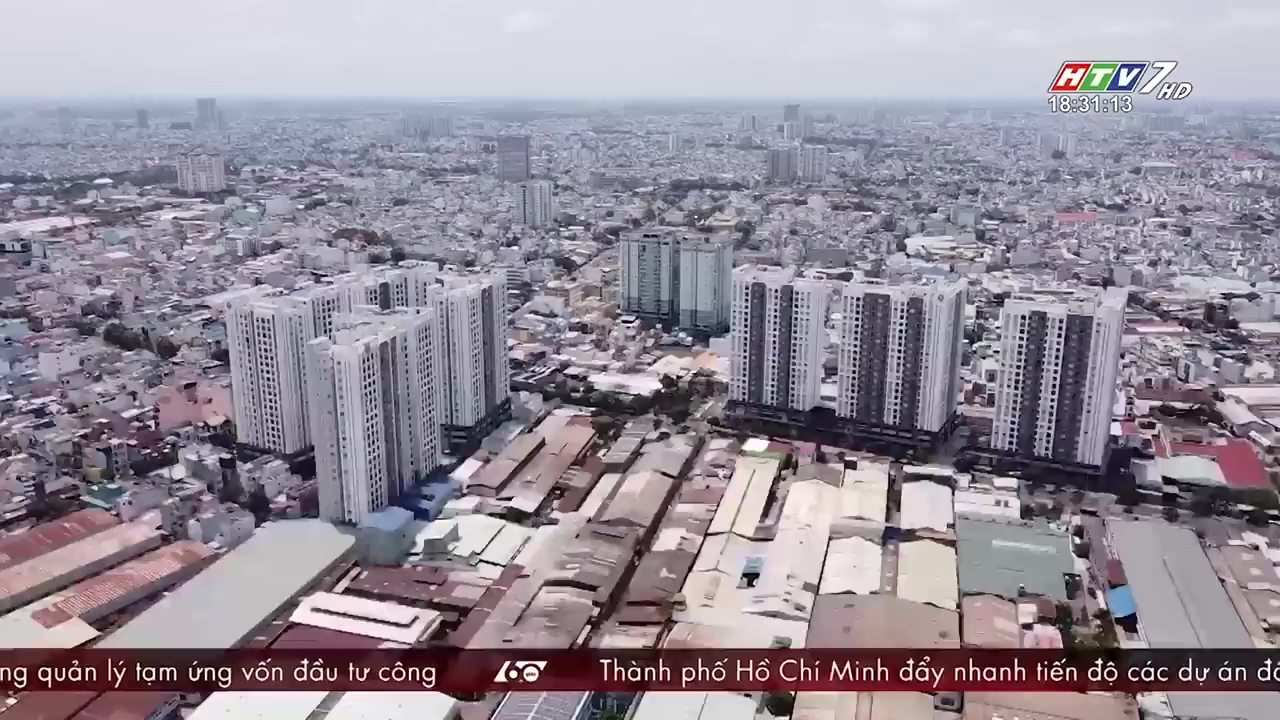 HTV7 HD
18:31:13
ng quản lý tạm ứng vốn đầu tư công 60 Thành phố Hồ Chí Minh đẩy nhanh tiến độ các dự án